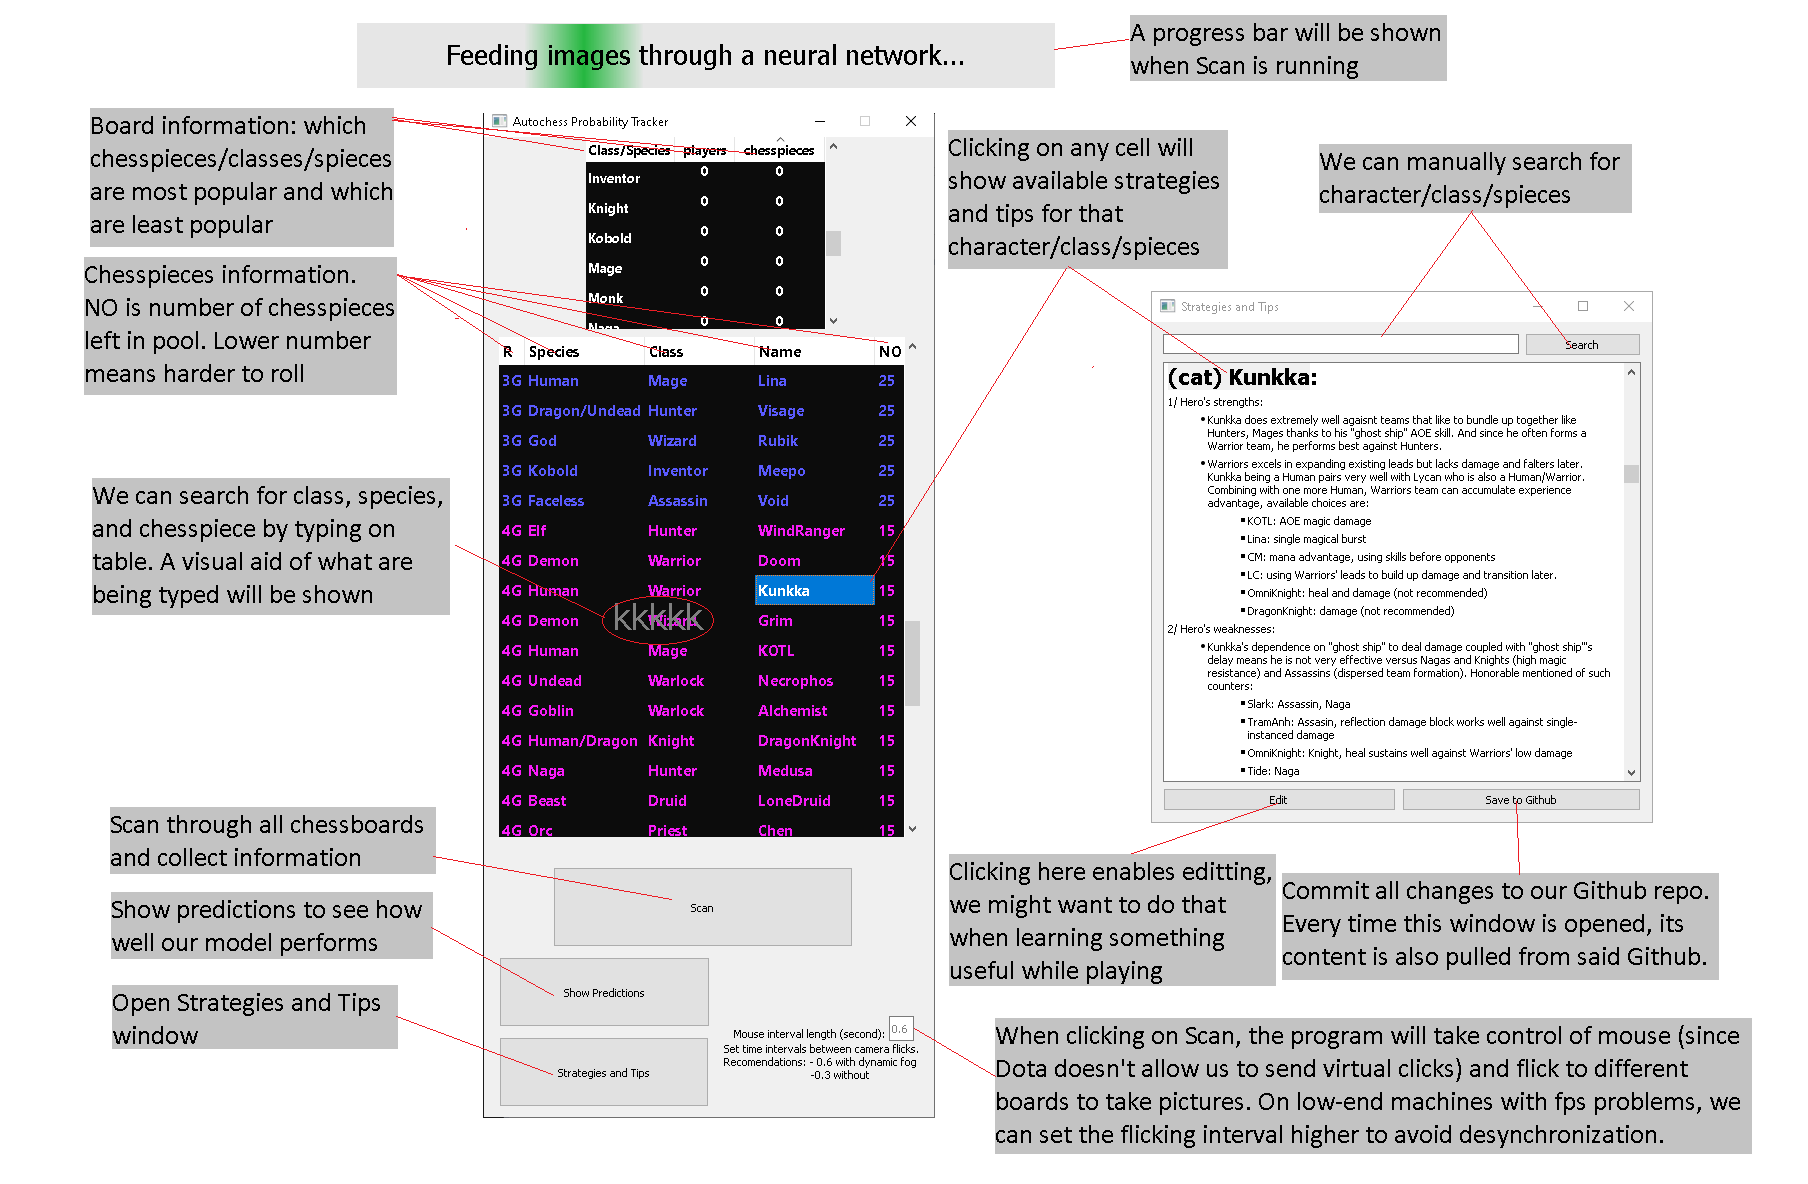 Feeding images through a neural network...
A progress bar will be shown
when Scan is running
Board information: which
chesspieces/classes/spieces
are most popular and which
are least popular
Chesspieces information.
NO is number of chesspieces
left in pool. Lower number
means harder to roll
We can search for class, species,
and chesspiece by typing on
table. A visual aid of what are
being typed will be shown
Scan through all chessboards
and collect information
Show predictions to see how
well our model performs
Open Strategies and Tips
window
Autochess Probability Tracker
Class/Species players chesspieces
Inventor 0 0
Knight 0 0
Kobold 0 0
Mage 0 0
Monk 0 0
Naga 0 0
R Species Class Name NO
3G Human Mage Lina 25
3G Dragon/Undead Hunter Visage 25
3G God Wizard Rubik 25
3G Kobold Inventor Meepo 25
3G Faceless Assassin Void 25
4G Elf Hunter WindRanger 15
4G Demon Warrior Doom 15
4G Human Warrior Kunkka 15
kkkkk
4G Demon Wizard Grim 15
4G Human Mage KOTL 15
4G Undead Warlock Necrophos 15
4G Goblin Warlock Alchemist 15
4G Human/Dragon Knight DragonKnight 15
4G Naga Hunter Medusa 15
4G Beast Druid LoneDruid 15
4G Orc Priest Chen 15
Scan
Show Predictions
Strategies and Tips
Mouse interval length (second): 0.6
Set time intervals between camera flicks.
Recomendations: - 0.6 with dynamic fog
-0.3 without
Clicking on any cell will
show available strategies
and tips for that
character/class/spieces
We can manually search for
character/class/spieces
Strategies and Tips
Search
(cat) Kunkka:
1/ Hero's strengths:
•Kunkka does extremely well agaisnt teams that like to bundle up together like
Hunters, Mages thanks to his "ghost ship" AOE skill. And since he often forms a
Warrior team, he performs best against Hunters.
•Warriors excels in expanding existing leads but lacks damage and falters later.
Kunkka being a Human pairs very well with Lycan who is also a Human/Warrior.
Combining with one more Human, Warriors team can accumulate experience
advantage, available choices are:
▪KOTL: AOE magic damage
▪Lina: single magical burst
▪CM: mana advantage, using skills before opponents
▪LC: using Warriors' leads to build up damage and transition later.
▪OmniKnight: heal and damage (not recommended)
▪DragonKnight: damage (not recommended)
2/ Hero's weaknesses:
•Kunkka's dependence on "ghost ship" to deal damage coupled with "ghost ship"'s
delay means he is not very effective versus Nagas and Knights (high magic
resistance) and Assassins (dispersed team formation). Honorable mentioned of such
counters:
▪Slark: Assassin, Naga
▪TramAnh: Assasin, reflection damage block works well against single-
instanced damage
▪OmniKnight: Knight, heal sustains well against Warriors' low damage
▪Tide: Naga
Edit
Save to Github
Clicking here enables editting,
we might want to do that
when learning something
useful while playing
Commit all changes to our Github repo.
Every time this window is opened, its
content is also pulled from said Github.
When clicking on Scan, the program will take control of mouse (since
Dota doesn't allow us to send virtual clicks) and flick to different
boards to take pictures. On low-end machines with fps problems, we
can set the flicking interval higher to avoid desynchronization.